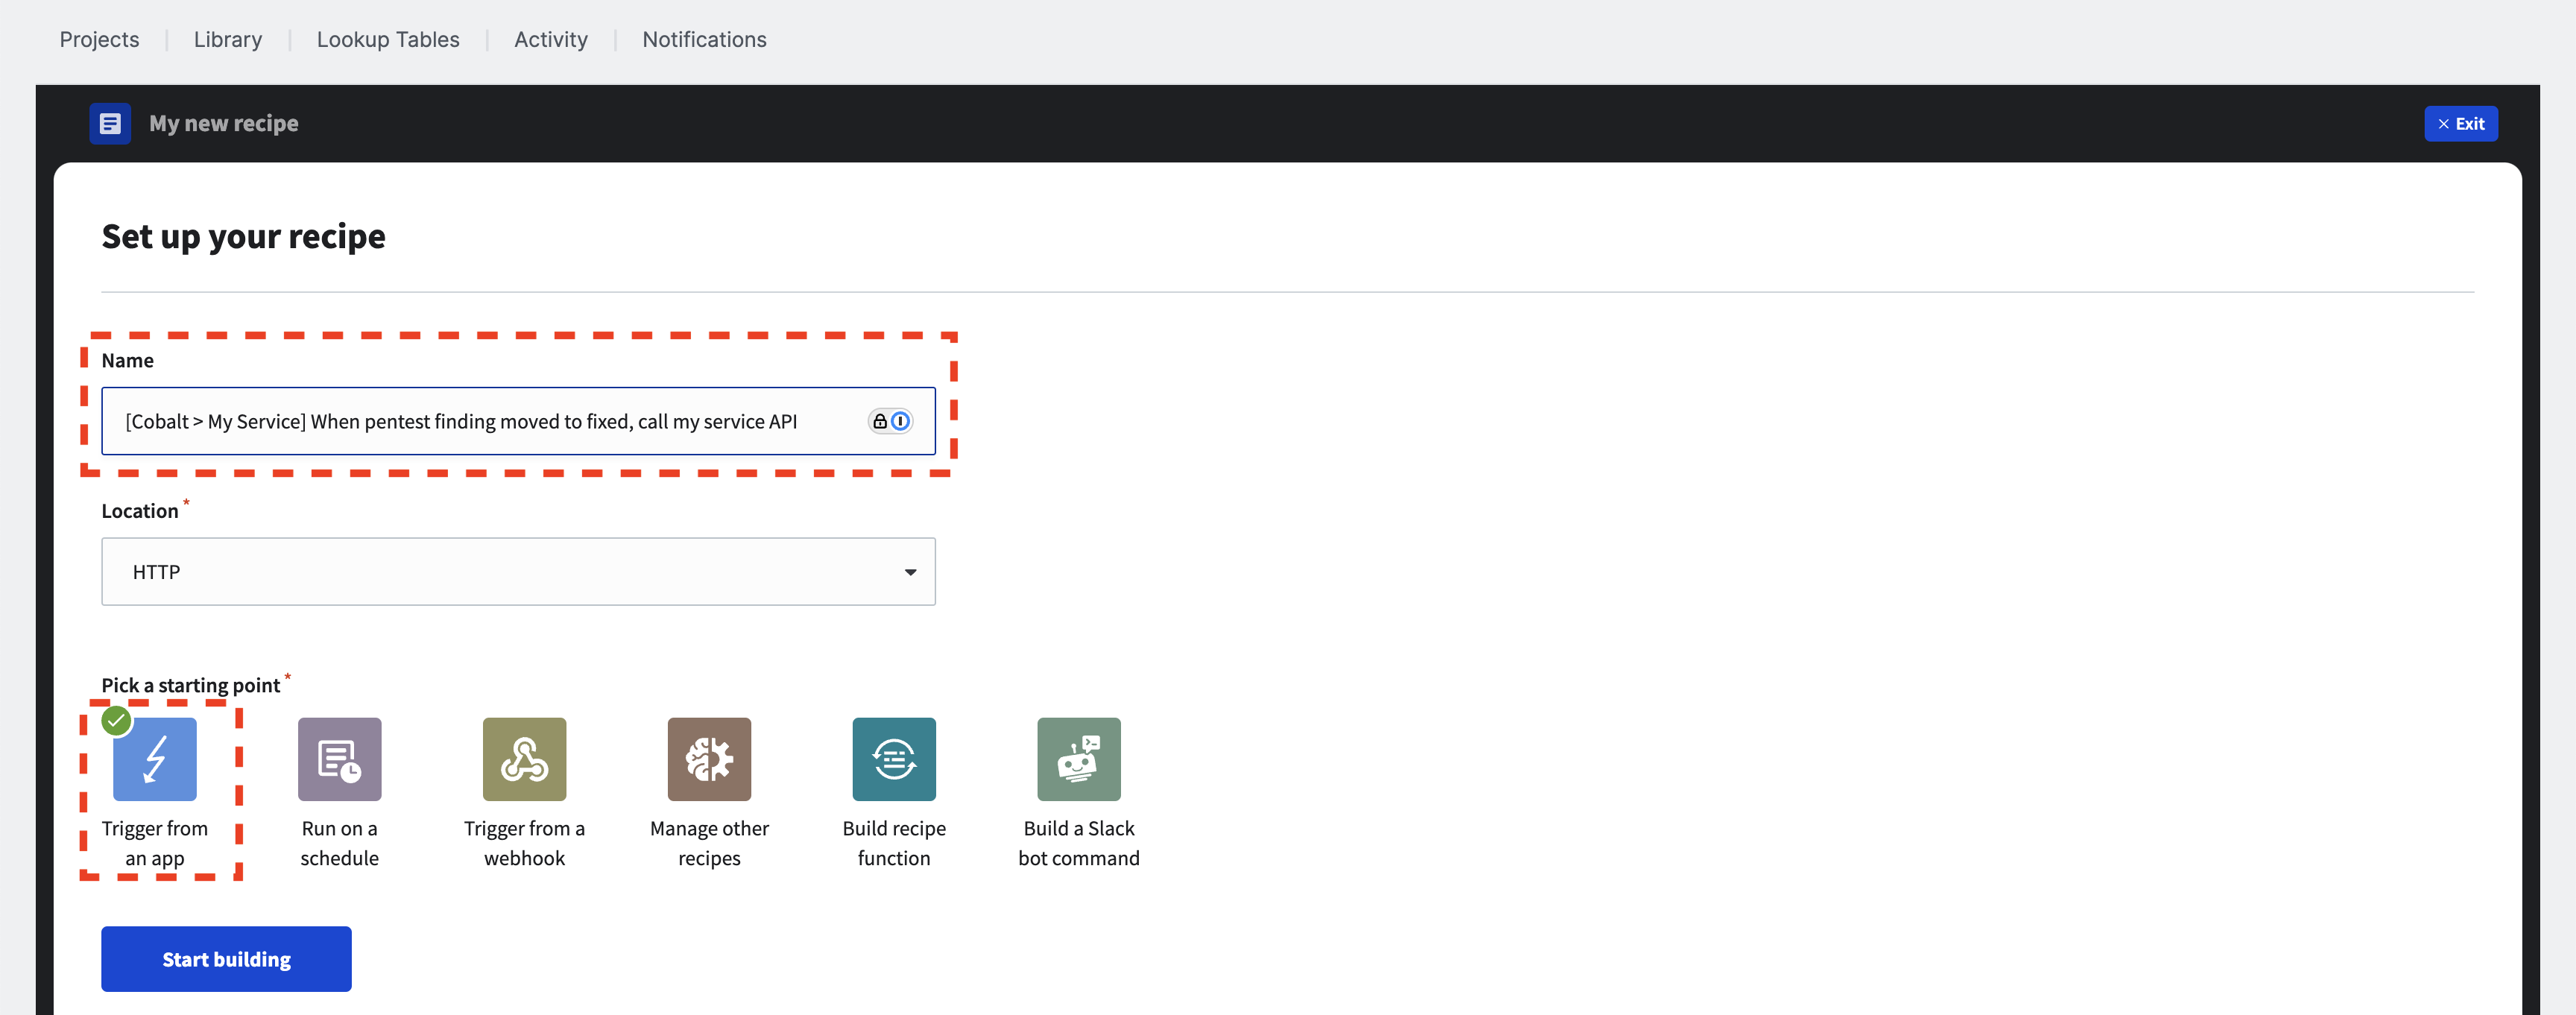 Projects | Library | Lookup Tables | Activity | Notifications
My new recipe
× Exit
Set up your recipe
Name
[Cobalt > My Service] When pentest finding moved to fixed, call my service API
Location *
HTTP
Pick a starting point *
Trigger from
an app
Run on a
schedule
Trigger from a
webhook
Manage other
recipes
Build recipe
function
Build a Slack
bot command
Start building